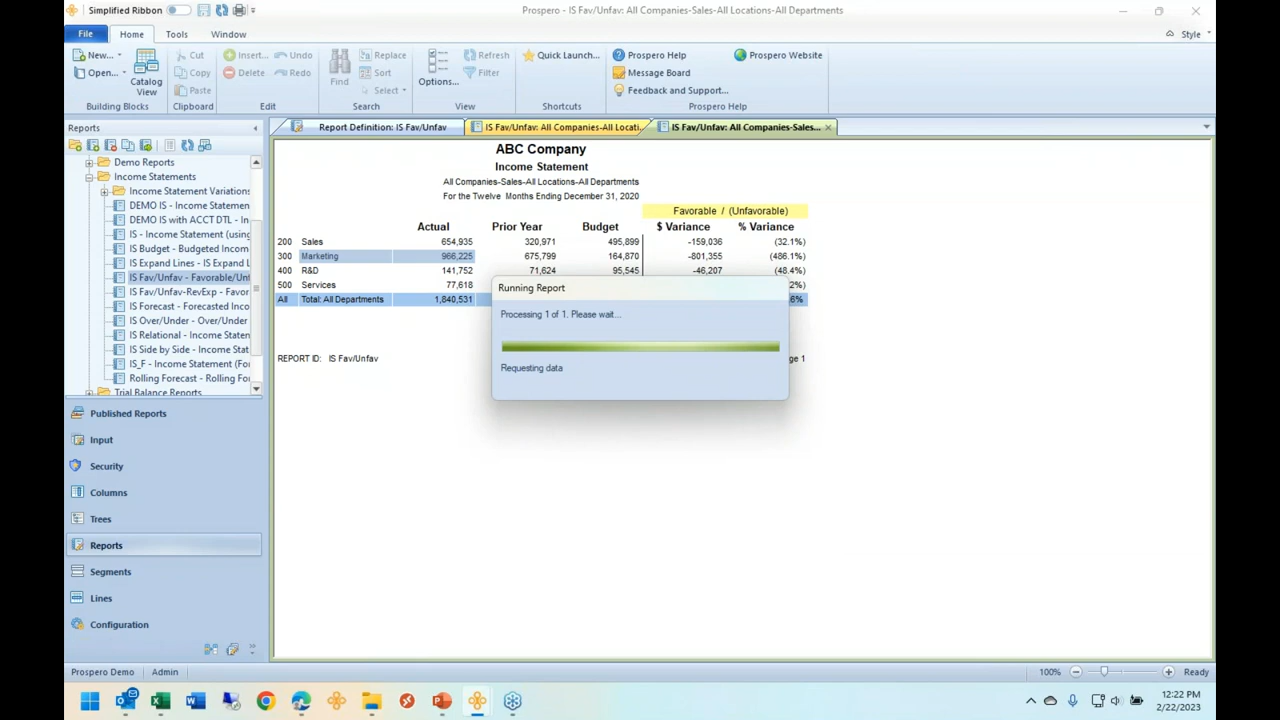 Simplified Ribbon
Prospero - IS Fav/Unfav: All Companies-Sales-All Locations-All Departments
File Home Tools Window Style
New... Open... Catalog View Building Blocks
Cut Copy Paste Clipboard
Insert... Delete Undo Redo Edit
Find Replace Sort Select Search
Options... Refresh Filter View
Quick Launch... Shortcuts
Prospero Help Message Board Feedback and Support... Prospero Website Prospero Help
Reports
Report Definition: IS Fav/Unfav
IS Fav/Unfav: All Companies-All Locati...
IS Fav/Unfav: All Companies-Sales...
Demo Reports
Income Statements
Income Statement Variations
DEMO IS - Income Statemen
DEMO IS with ACCT DTL - In
IS - Income Statement (using
IS Budget - Budgeted Incom
IS Expand Lines - IS Expand L
IS Fav/Unfav - Favorable/Unf
IS Fav/Unfav-RevExp - Favor
IS Forecast - Forecasted Inco
IS Over/Under - Over/Under
IS Relational - Income Staten
IS Side by Side - Income Stat
IS_F - Income Statement (Fo
Rolling Forecast - Rolling For
Trial Balance Reports
Published Reports
Input
Security
Columns
Trees
Reports
Segments
Lines
Configuration
ABC Company
Income Statement
All Companies-Sales-All Locations-All Departments
For the Twelve Months Ending December 31, 2020
Favorable / (Unfavorable)
Actual Prior Year Budget $ Variance % Variance
200 Sales 654,935 320,971 495,899 -159,036 (32.1%)
300 Marketing 966,225 675,799 164,870 -801,355 (486.1%)
400 R&D 141,752 71,624 95,545 -46,207 (48.4%)
500 Services 77,618 2%)
All Total: All Departments 1,840,531 6%
REPORT ID: IS Fav/Unfav ge 1
Running Report
Processing 1 of 1. Please wait...
Requesting data
Prospero Demo Admin 100% Ready
12:22 PM
2/22/2023